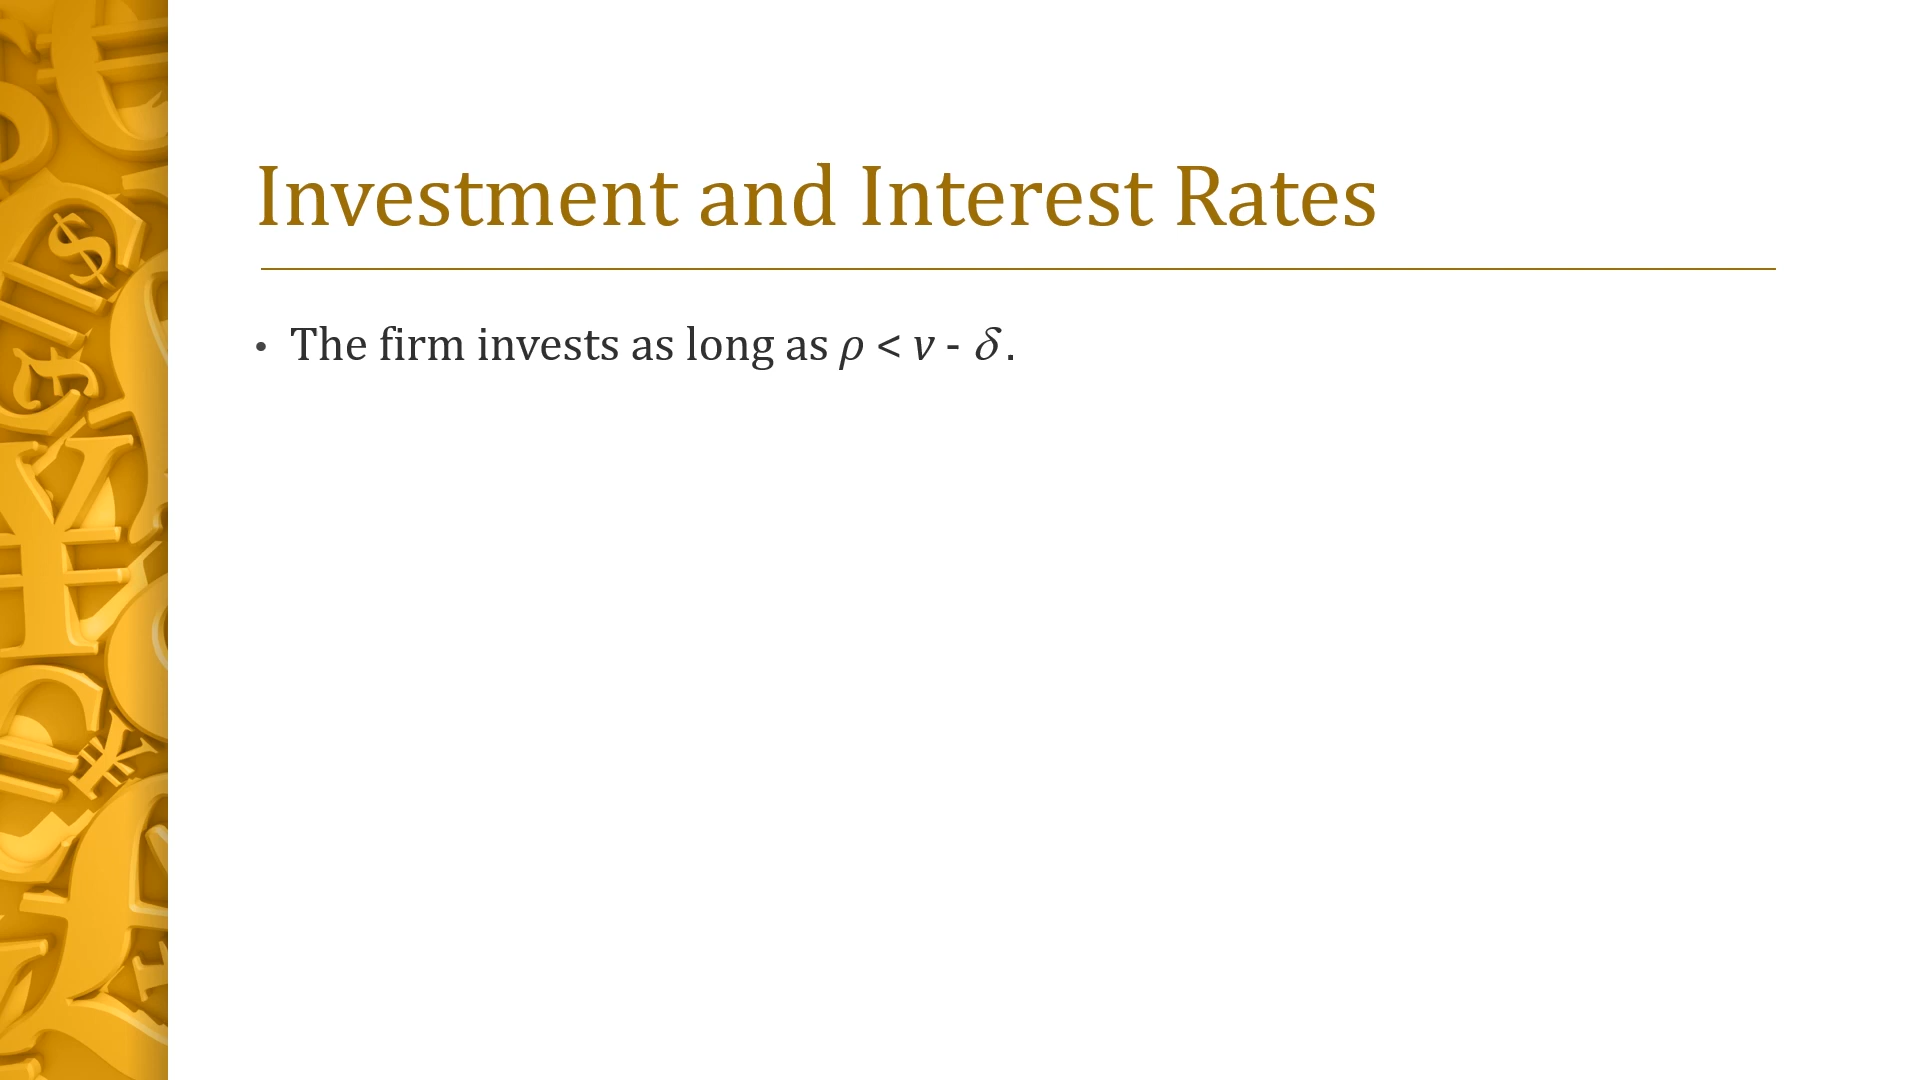 Investment and Interest Rates
• The firm invests as long as ρ < v - δ.